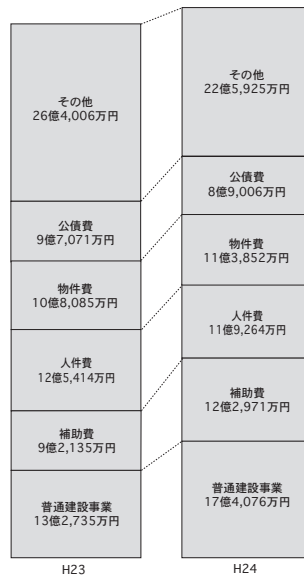 その他
26億4,006万円
公債費
9億7,071万円
物件費
10億8,085万円
人件費
12億5,414万円
補助費
9億2,135万円
普通建設事業
13億2,735万円
H23
その他
22億5,925万円
公債費
8億9,006万円
物件費
11億3,852万円
人件費
11億9,264万円
補助費
12億2,971万円
普通建設事業
17億4,076万円
H24